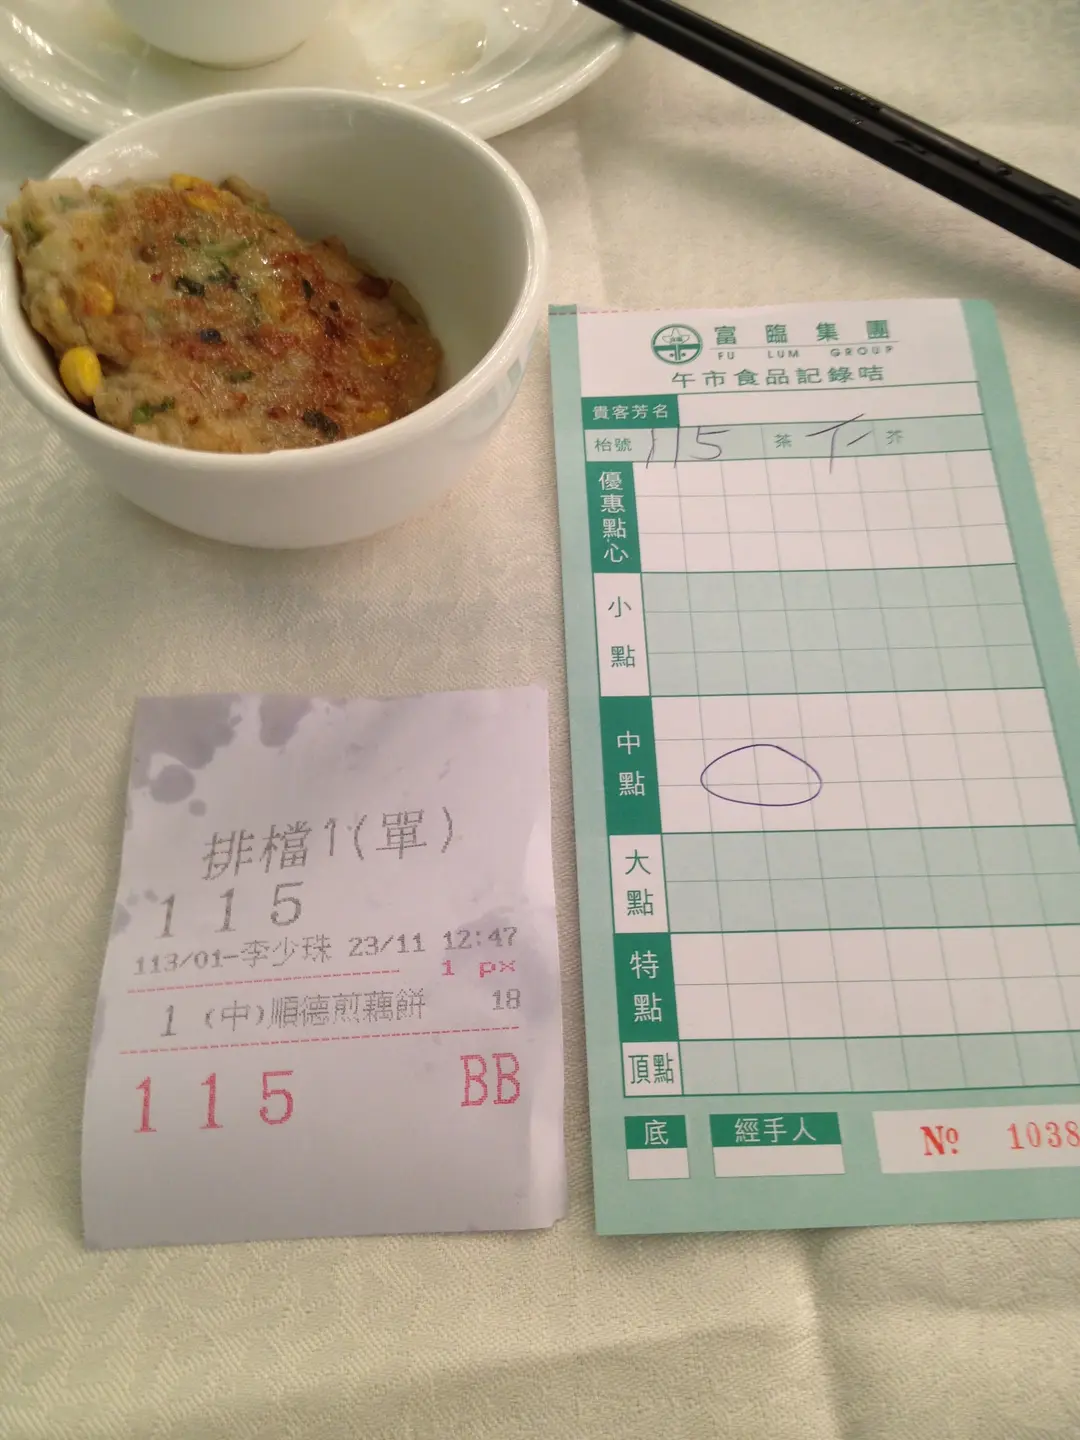 富臨集團
FU LUM GROUP
午市食品記錄咭
貴客芳名
枱號 115 茶 芥
優惠點心
小點
中點
大點
特點
頂點
底 經手人
Nº 1038
排檔1(單)
115
113/01-李少珠 23/11 12:47
1 px
1 (中)順德煎藕餅 18
115 BB